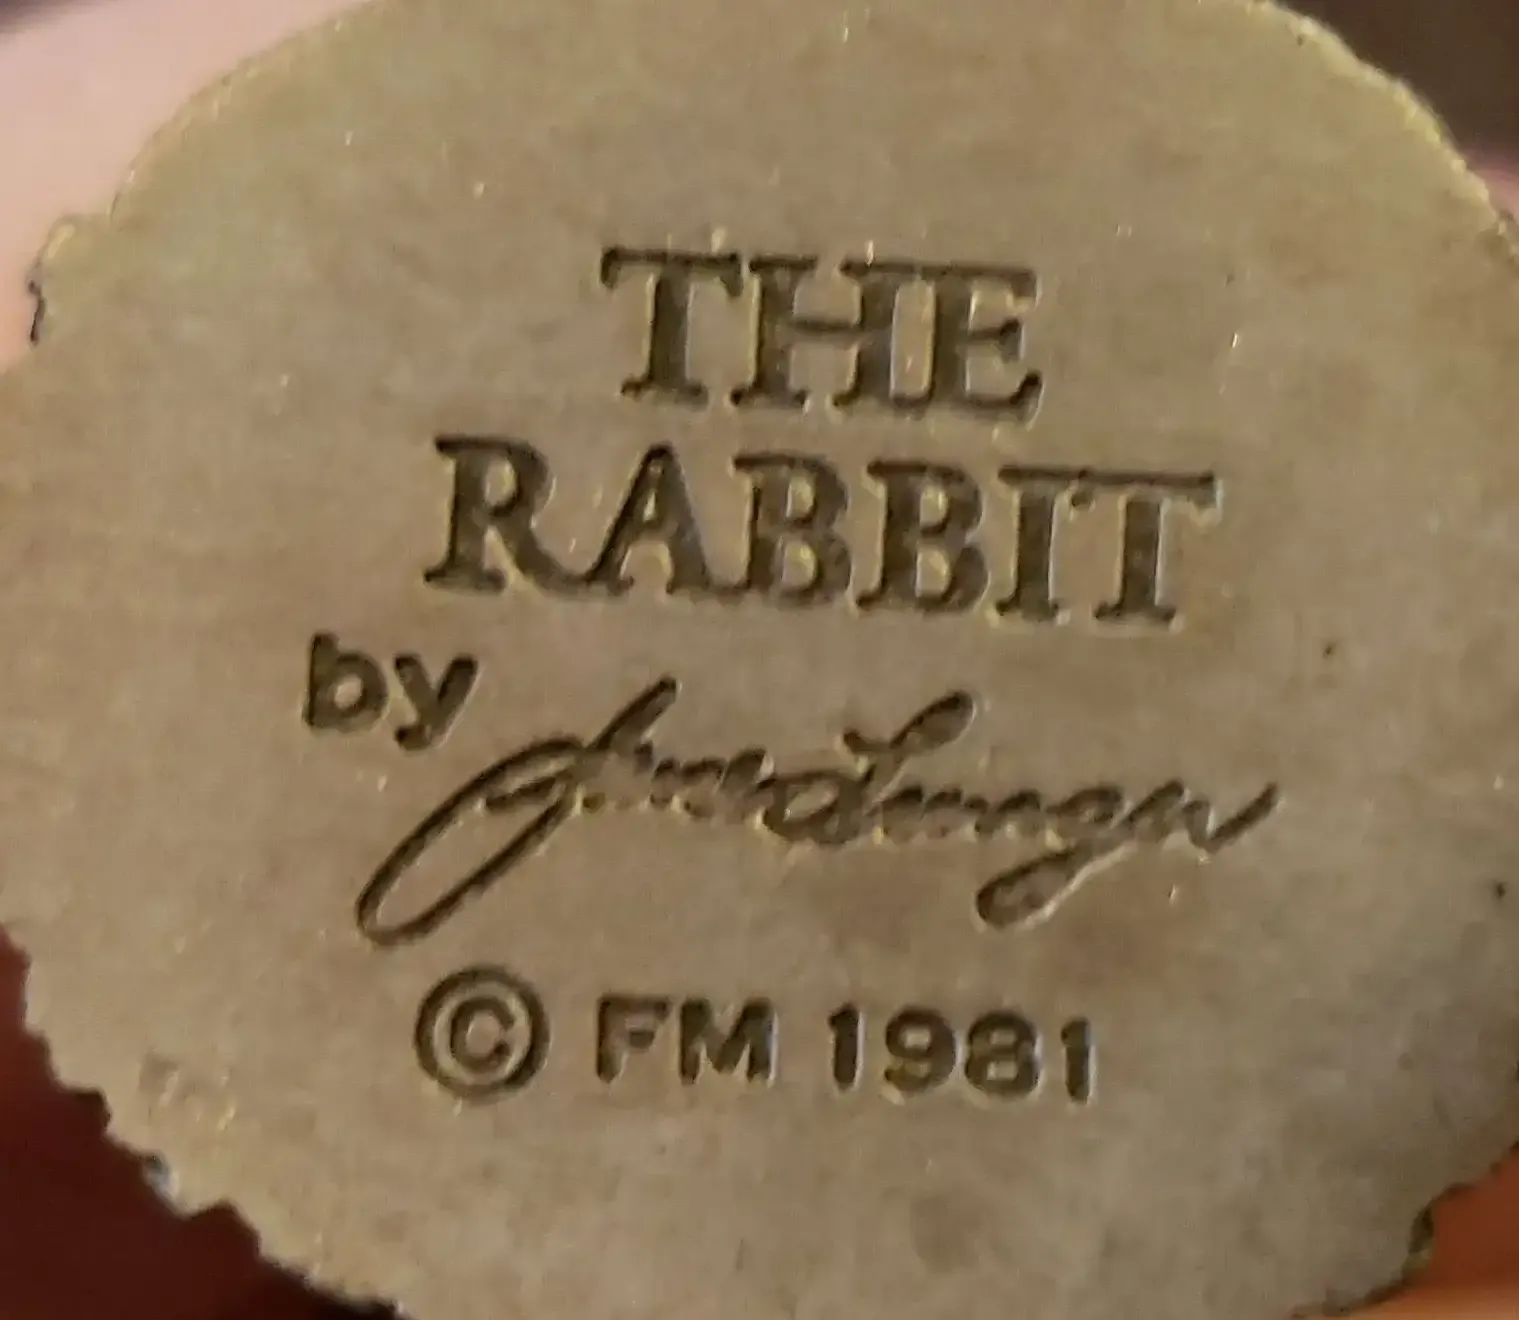 THE
RABBIT
by
© FM 1981